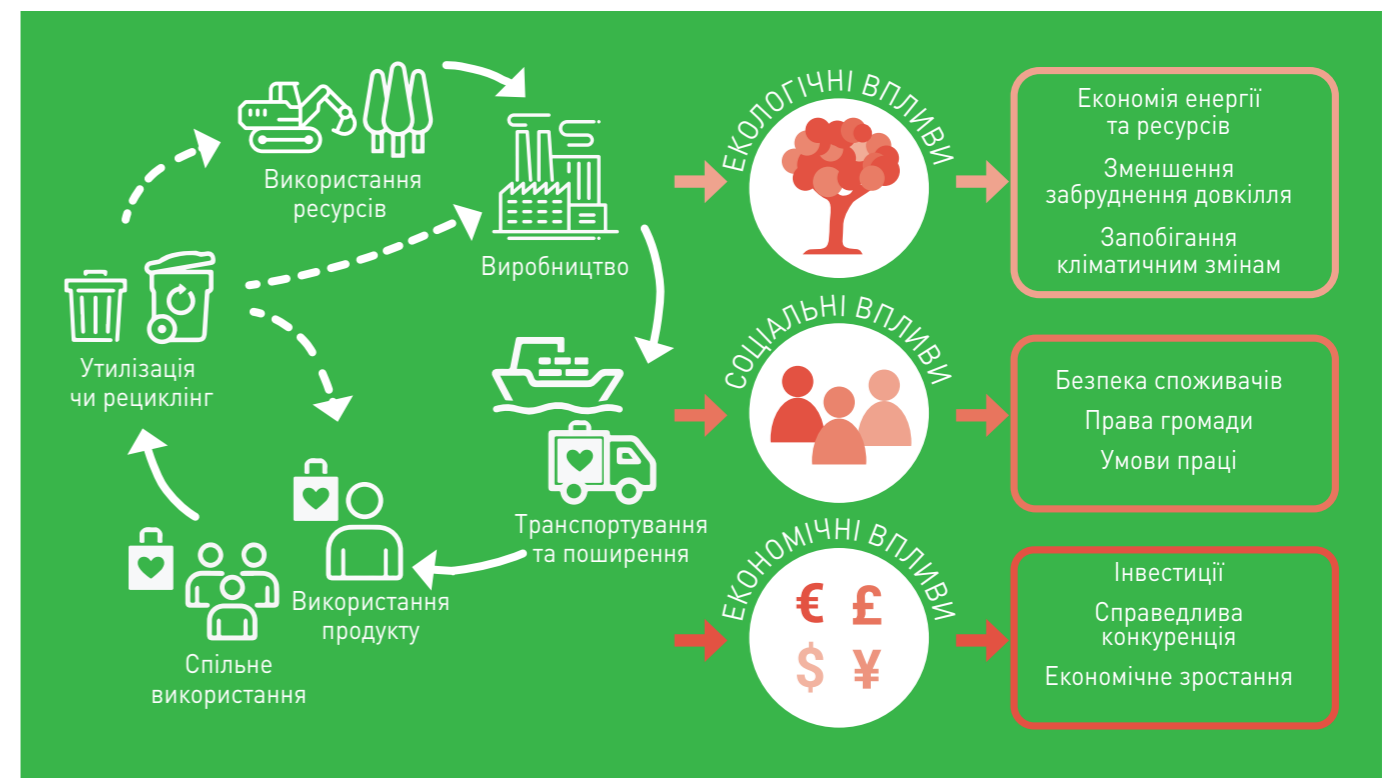 Використання
ресурсів
Виробництво
Утилізація
чи рециклінг
Транспортування
та поширення
Використання
продукту
Спільне
використання
ЕКОЛОГІЧНІ ВПЛИВИ
Економія енергії
та ресурсів
Зменшення
забруднення довкілля
Запобігання
кліматичним змінам
СОЦІАЛЬНІ ВПЛИВИ
Безпека споживачів
Права громади
Умови праці
ЕКОНОМІЧНІ ВПЛИВИ
€ £
$ ¥
Інвестиції
Справедлива
конкуренція
Економічне зростання